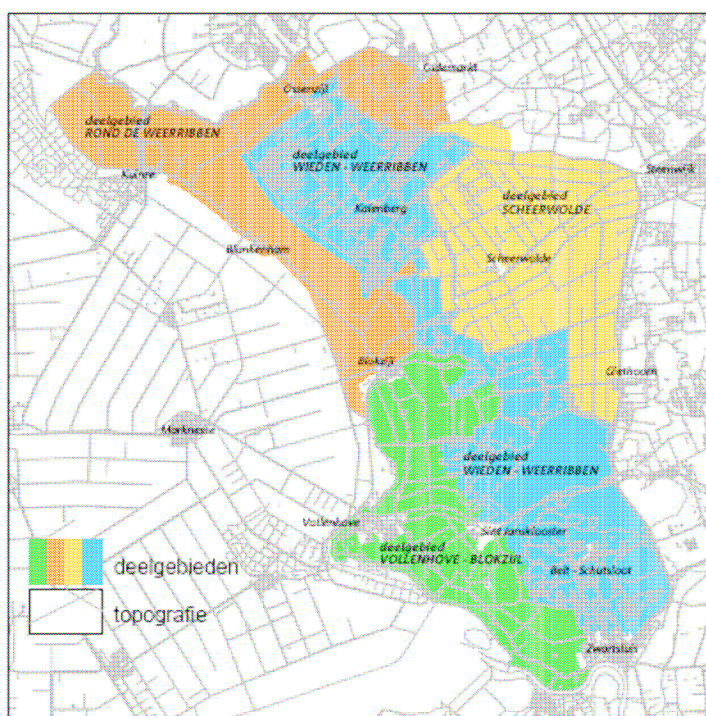 Oldemarkt
Ossenzijl
deelgebied
ROND DE WEERRIBBEN
deelgebied
WIEDEN - WEERRIBBEN
Steenwijk
Kuinre
deelgebied
SCHEERWOLDE
Kalenberg
Blankenham
Scheerwolde
Blokzijl
Giethoorn
Marknesse
deelgebied
WIEDEN - WEERRIBBEN
Vollenhove
Sint Jansklooster
deelgebied
VOLLENHOVE - BLOKZIJL
Belt - Schutsloot
deelgebieden
topografie
Zwartsluis